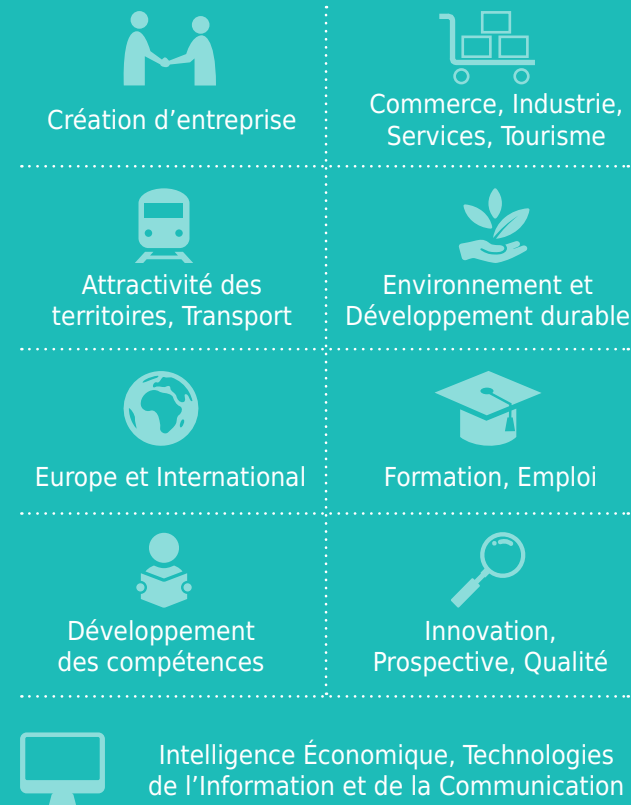 Création d’entreprise
Commerce, Industrie,
Services, Tourisme
Attractivité des
territoires, Transport
Environnement et
Développement durable
Europe et International
Formation, Emploi
Développement
des compétences
Innovation,
Prospective, Qualité
Intelligence Économique, Technologies
de l’Information et de la Communication